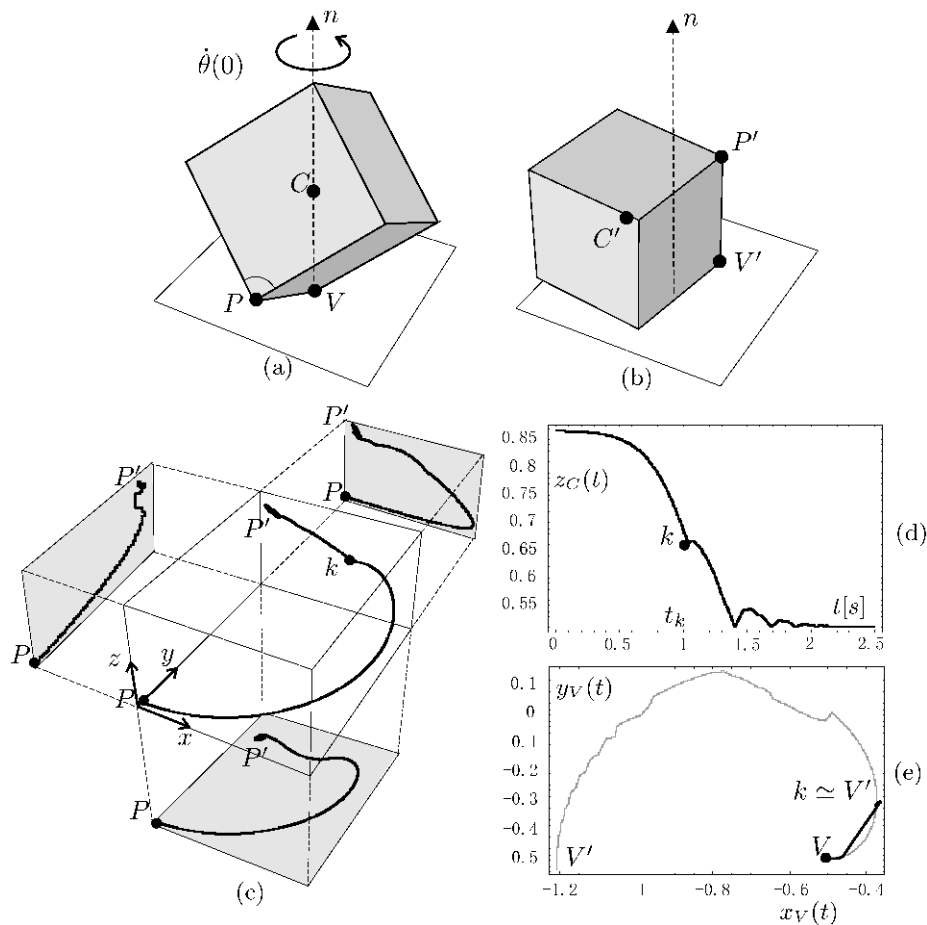 n
θ̇(0)
C
P
V
(a)
n
P′
C′
V′
(b)
P′
P
P′
P
P′
k
z
y
P
x
P
P′
(c)
0.85
0.8
0.75
0.7
0.65
0.6
0.55
z_C(t)
k
t_k
t[s]
0
0.5
1.0
1.5
2.0
2.5
(d)
0.1
0
0.1
-0.2
-0.3
-0.4
0.5
y_V(t)
k ≃ V′
V
V′
-1.2
1
-0.8
-0.6
-0.4
x_V(t)
(e)